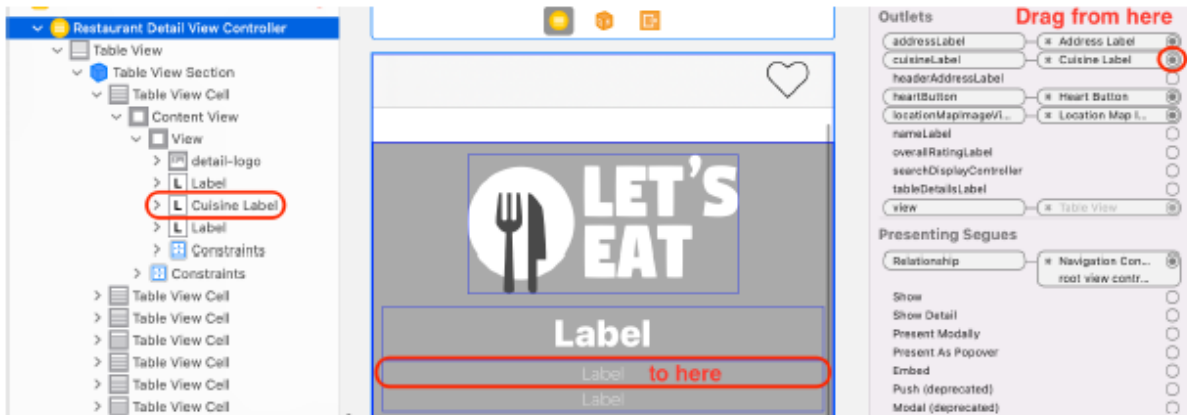 Restaurant Detail View Controller
Table View
Table View Section
Table View Cell
Content View
View
detail-logo
L Label
L Cuisine Label
L Label
Constraints
Constraints
Table View Cell
Table View Cell
Table View Cell
Table View Cell
Table View Cell
Table View Cell
LET'S
EAT
Label
Label to here
Label
Outlets Drag from here
addressLabel Address Label
cuisineLabel Cuisine Label
headerAddressLabel
heartButton Heart Button
locationMapImageVi... Location Map I...
nameLabel
overallRatingLabel
searchDisplayController
tableDetailsLabel
view Table View
Presenting Segues
Relationship Navigation Con...
root view contr...
Show
Show Detail
Present Modally
Present As Popover
Embed
Push (deprecated)
Modal (deprecated)